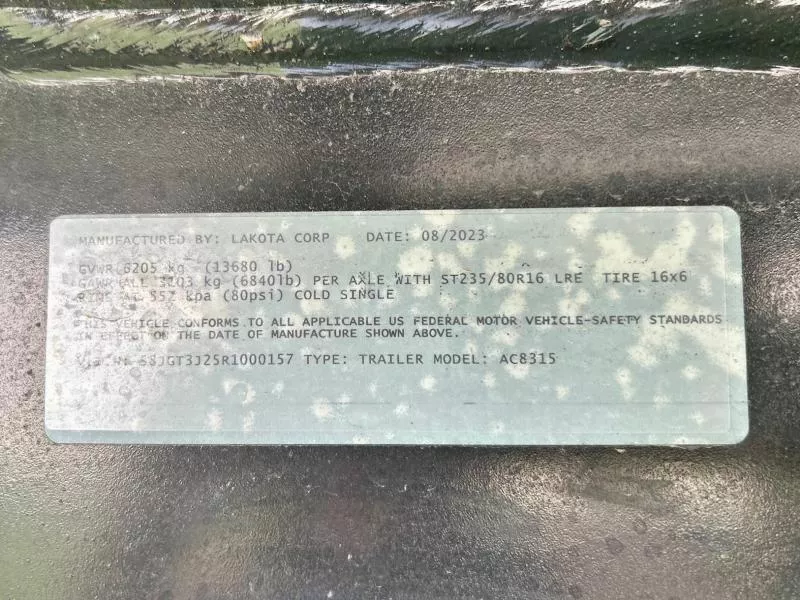 MANUFACTURED BY: LAKOTA CORP DATE: 08/2023
GVWR 6205 kg (13680 lb)
GAWR ALL 3103 kg (6840lb) PER AXLE WITH ST235/80R16 LRE TIRE 16x6
RIMS AT 552 kpa (80psi) COLD SINGLE
THIS VEHICLE CONFORMS TO ALL APPLICABLE US FEDERAL MOTOR VEHICLE-SAFETY STANDARDS
IN EFFECT ON THE DATE OF MANUFACTURE SHOWN ABOVE.
58JGT3J25R1000157 TYPE: TRAILER MODEL: AC8315